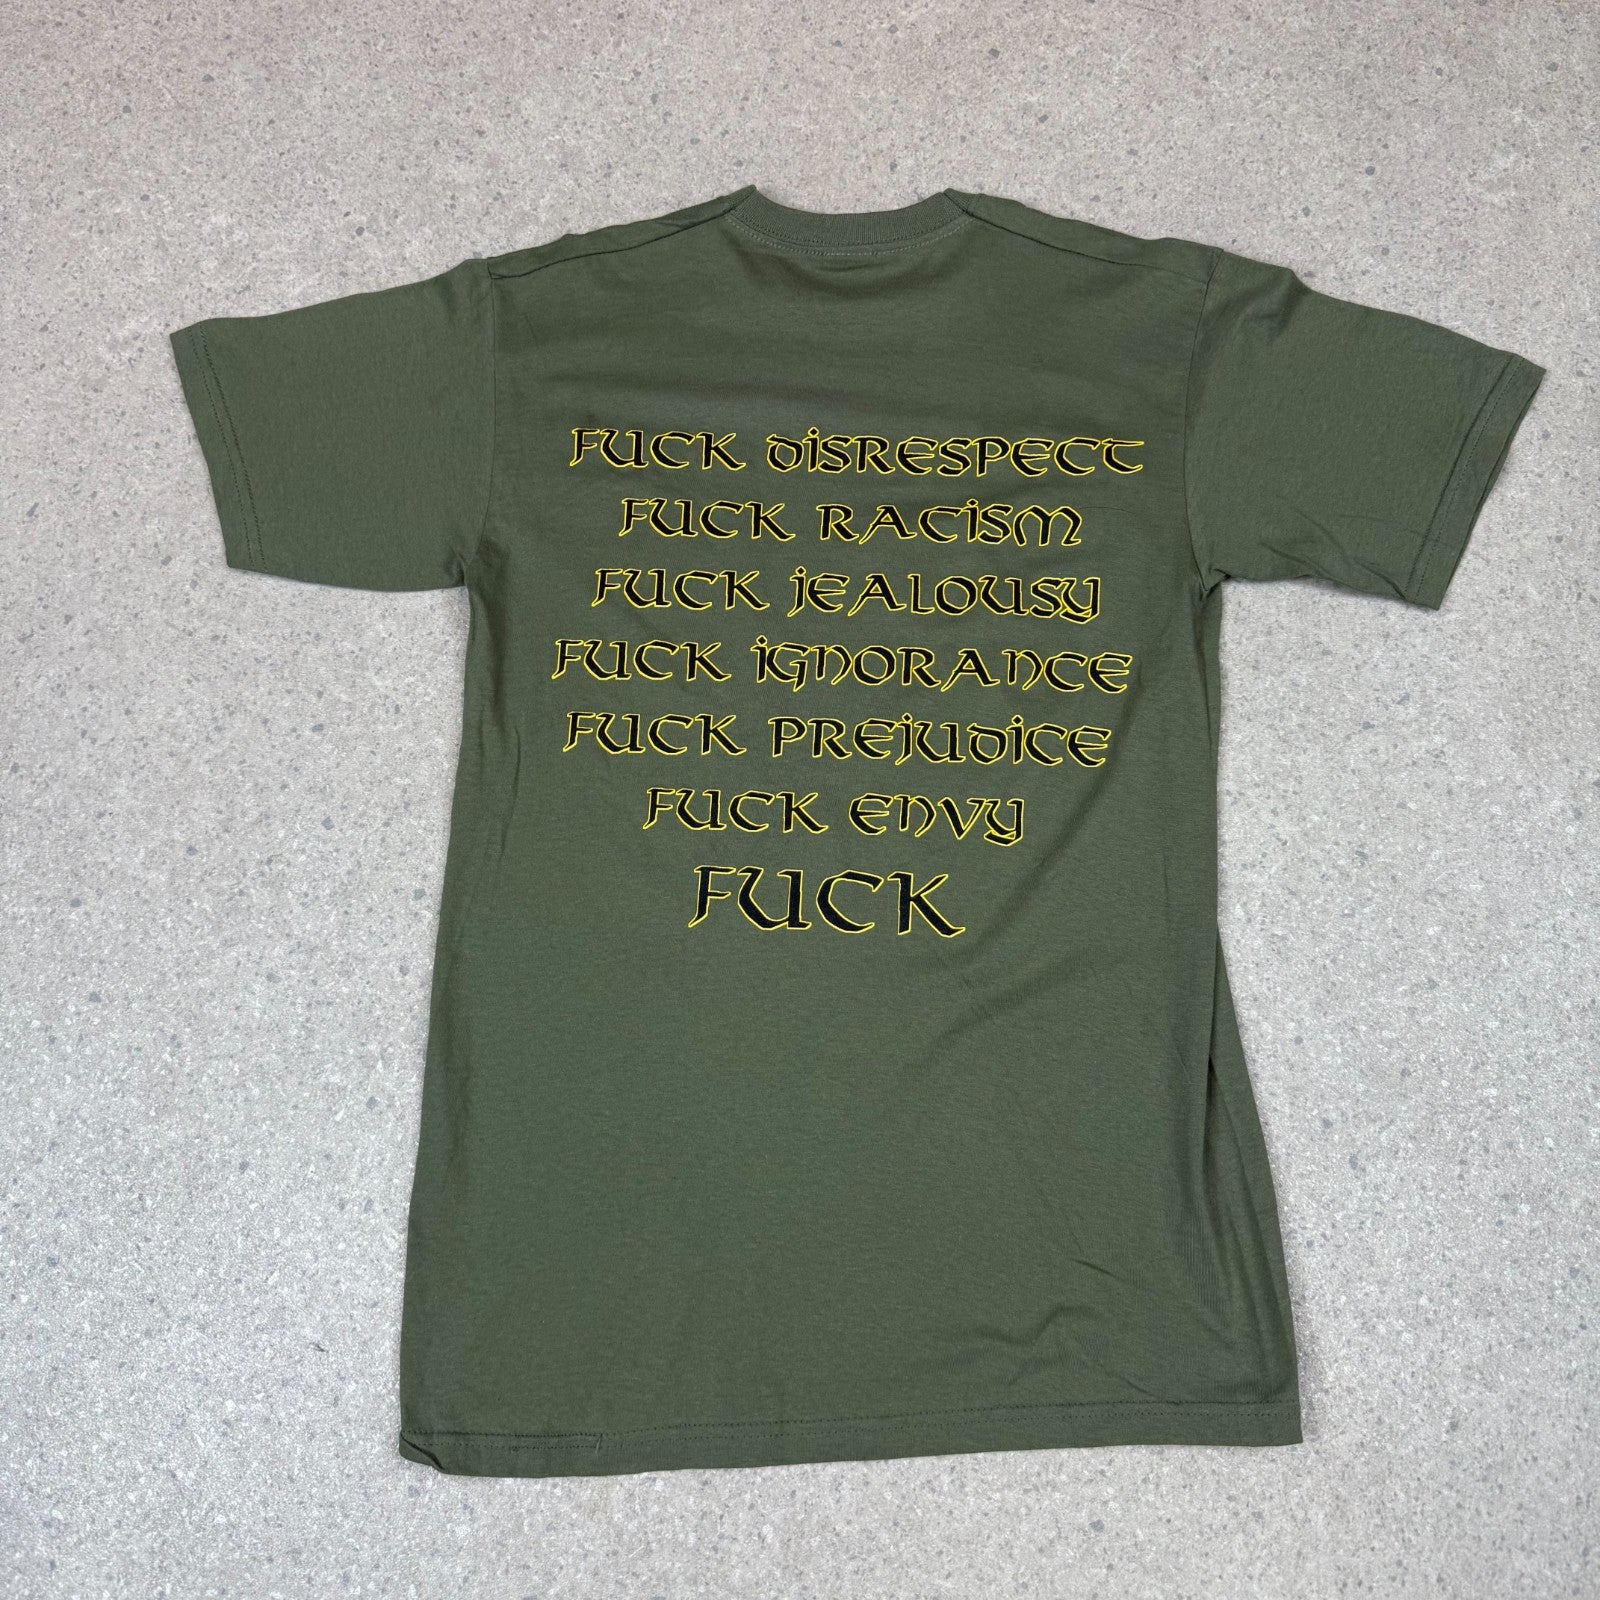 FUCK DiSRESPECT
FUCK RACiSM
FUCK jEALOUSy
FUCK iGNORANCE
FUCK PREjUDiCE
FUCK ENVy
FUCK